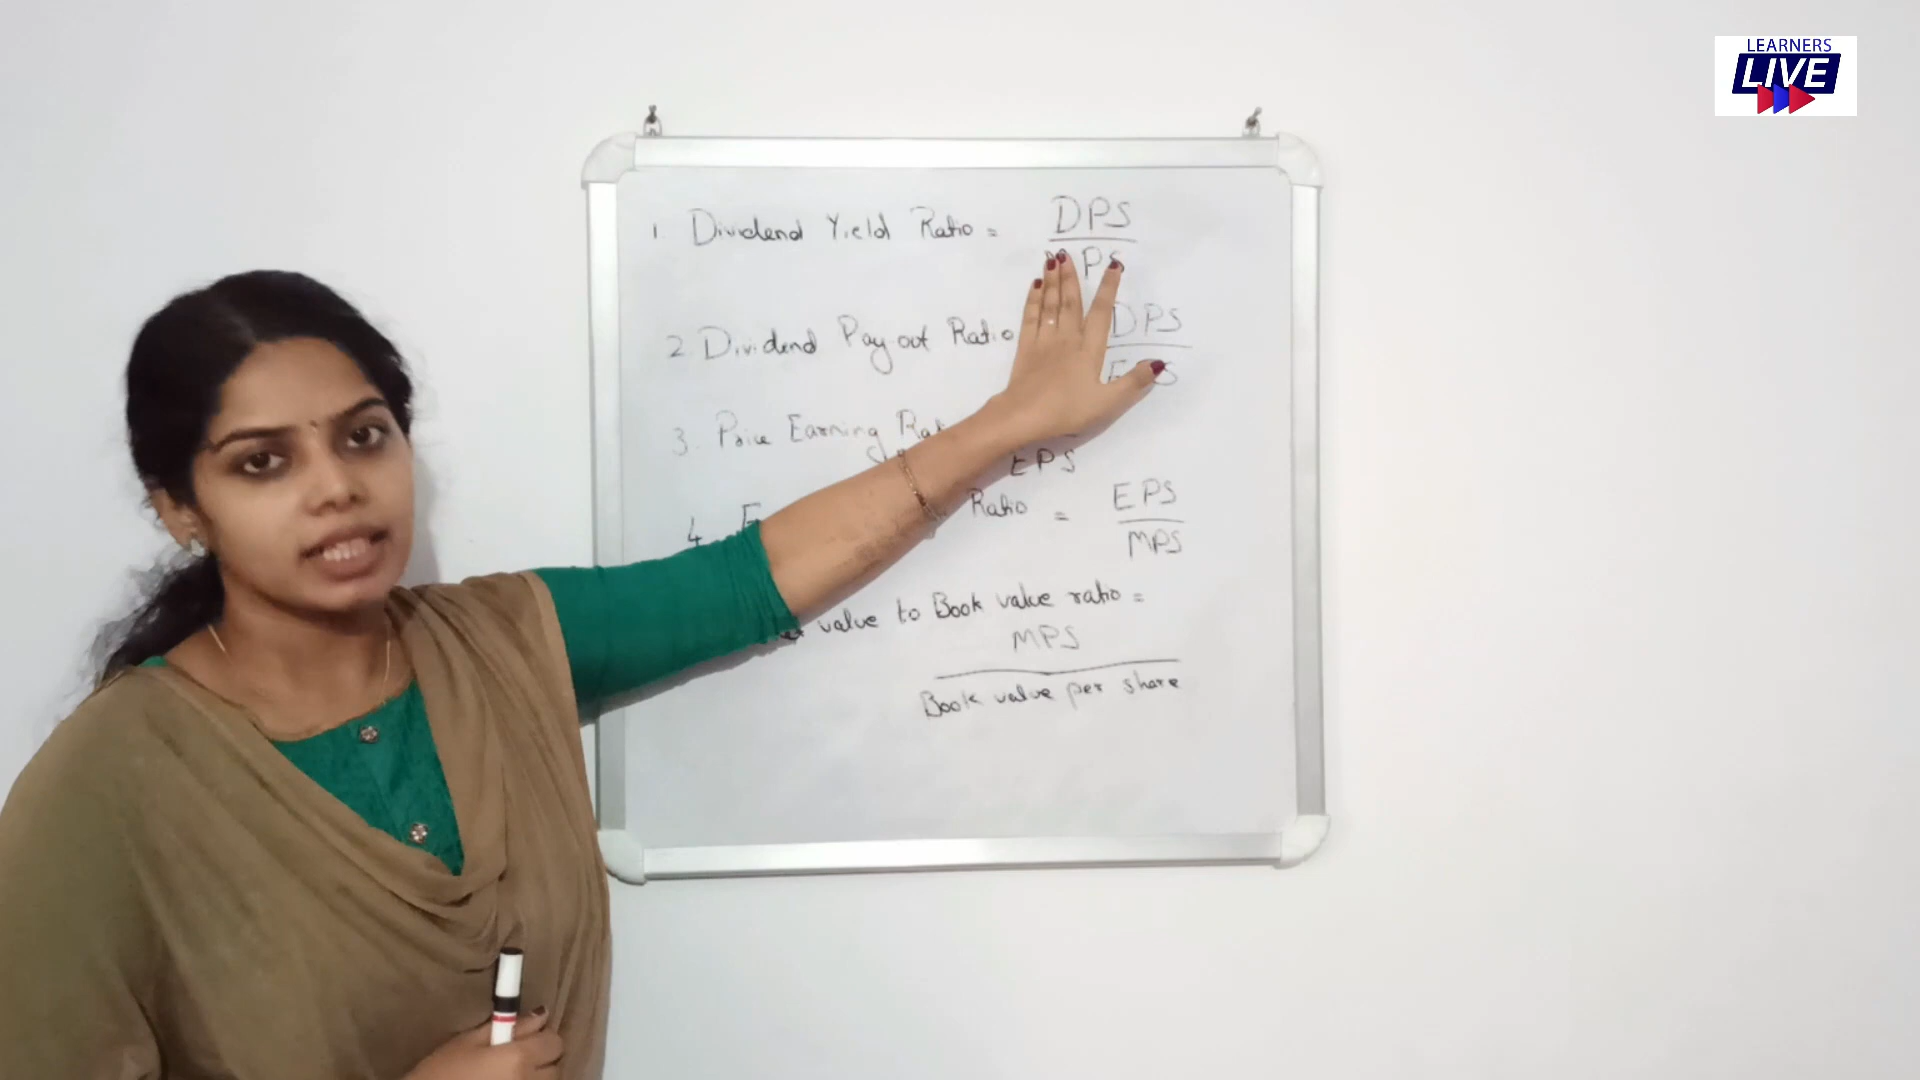 LEARNERS
LIVE
1 Dividend Yield Ratio = DPS
PS
2. Dividend Pay-out Ratio DPS
3. Price Earning
EPS
4. Ratio = EPS
MPS
value to Book value ratio =
MPS
Book value per share